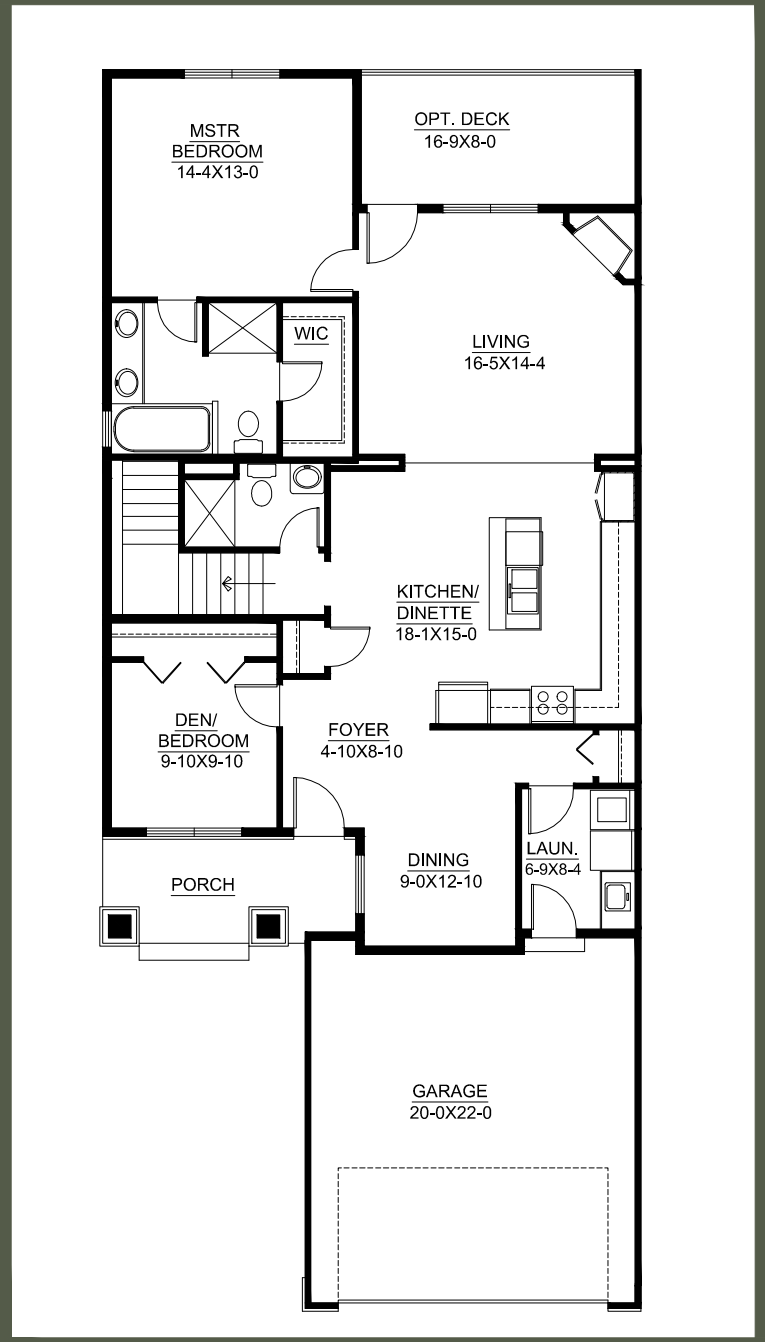 MSTR
BEDROOM
14-4X13-0
OPT. DECK
16-9X8-0
WIC
LIVING
16-5X14-4
KITCHEN/
DINETTE
18-1X15-0
DEN/
BEDROOM
9-10X9-10
FOYER
4-10X8-10
DINING
9-0X12-10
LAUN.
6-9X8-4
PORCH
GARAGE
20-0X22-0